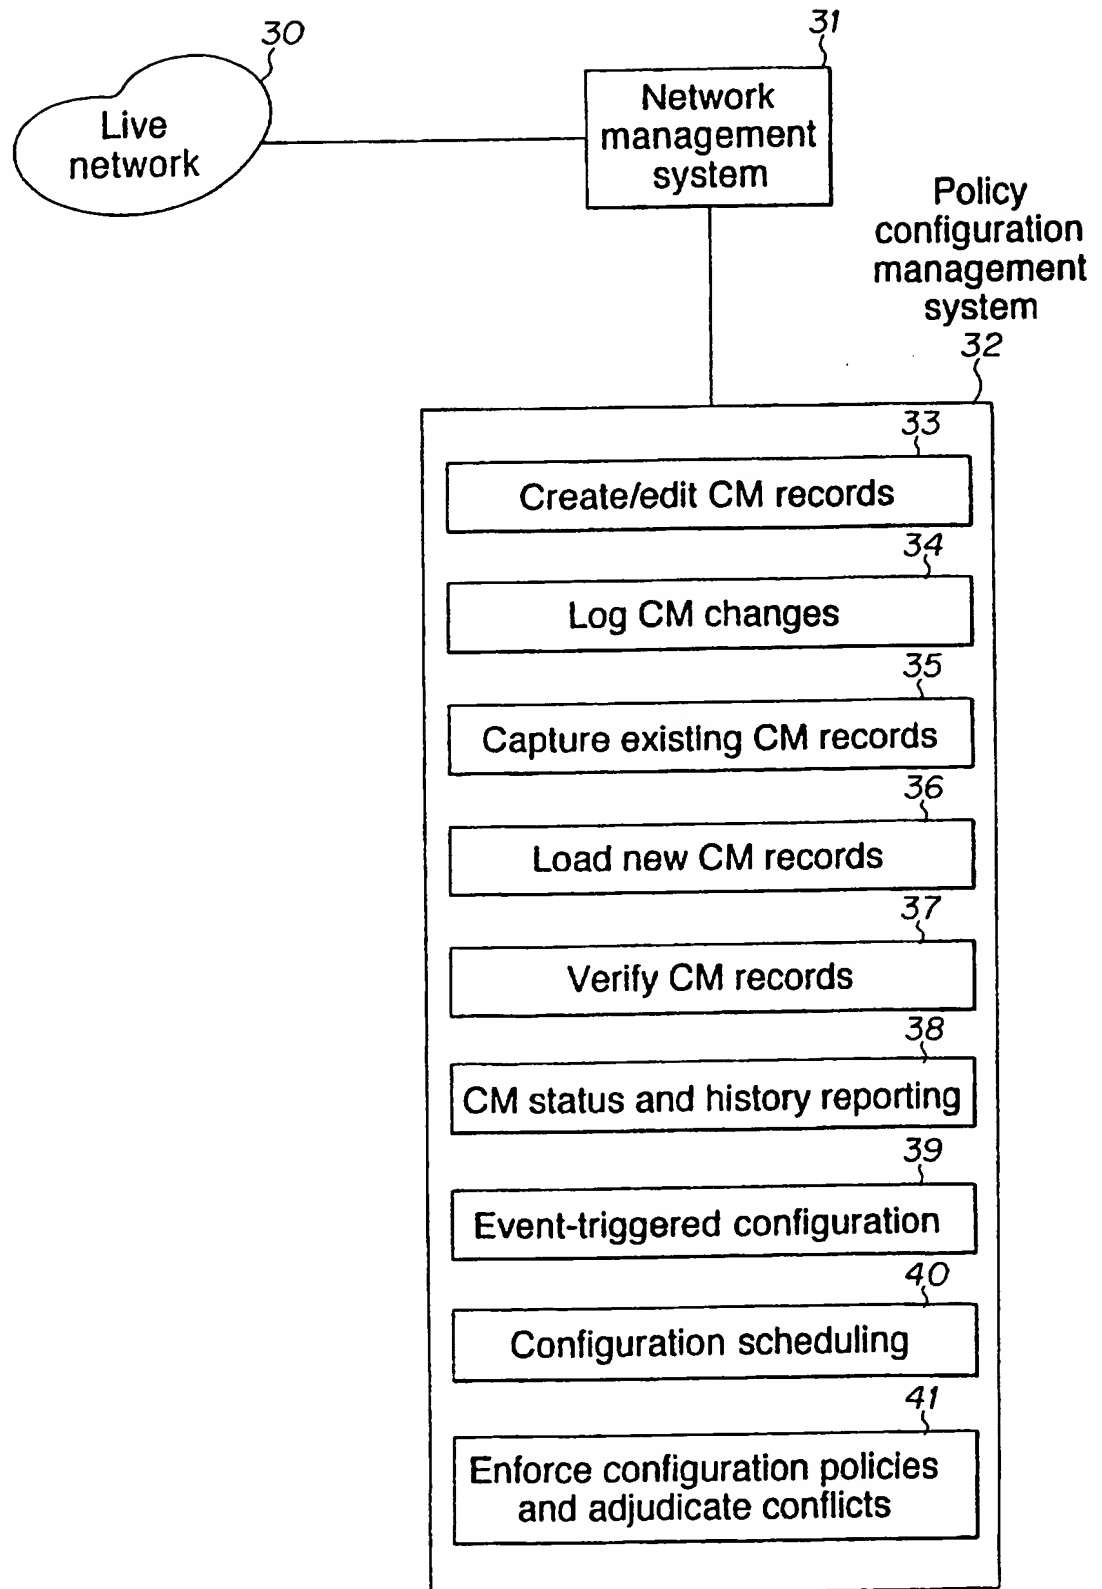 30
Live
network
31
Network
management
system
Policy
configuration
management
system
32
33
Create/edit CM records
34
Log CM changes
35
Capture existing CM records
36
Load new CM records
37
Verify CM records
38
CM status and history reporting
39
Event-triggered configuration
40
Configuration scheduling
41
Enforce configuration policies
and adjudicate conflicts